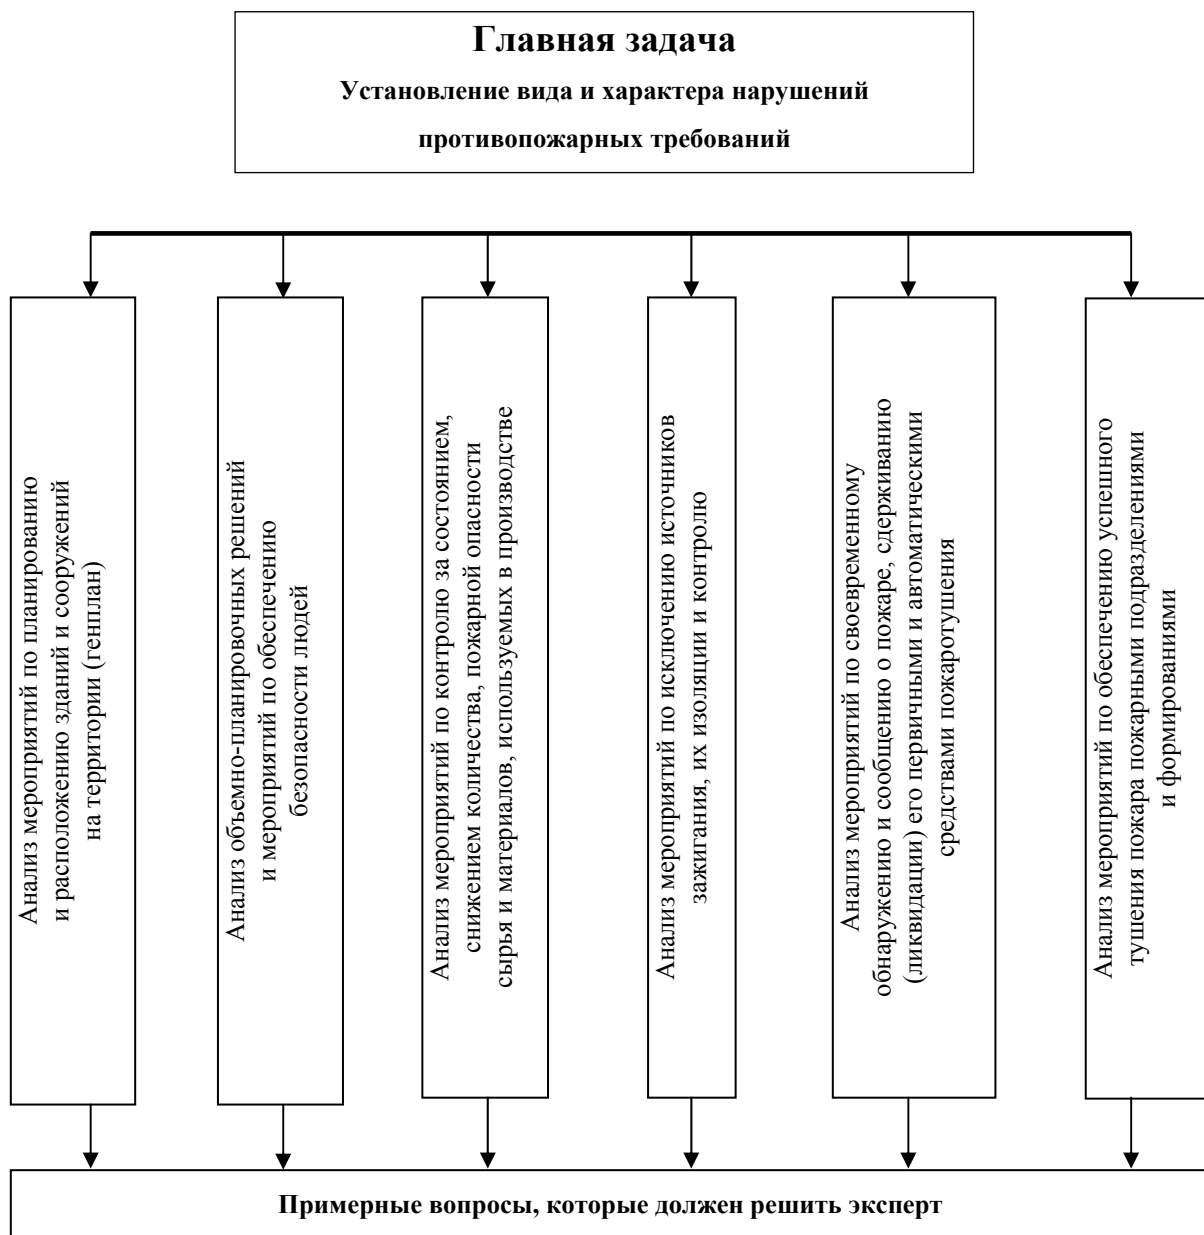 Главная задача
Установление вида и характера нарушений
противопожарных требований
Анализ мероприятий по планированию
и расположению зданий и сооружений
на территории (генплан)
Анализ объемно-планировочных решений
и мероприятий по обеспечению
безопасности людей
Анализ мероприятий по контролю за состоянием,
снижением количества, пожарной опасности
сырья и материалов, используемых в производстве
Анализ мероприятий по исключению источников
зажигания, их изоляции и контролю
Анализ мероприятий по своевременному
обнаружению и сообщению о пожаре, сдерживанию
(ликвидации) его первичными и автоматическими
средствами пожаротушения
Анализ мероприятий по обеспечению успешного
тушения пожара пожарными подразделениями
и формированиями
Примерные вопросы, которые должен решить эксперт